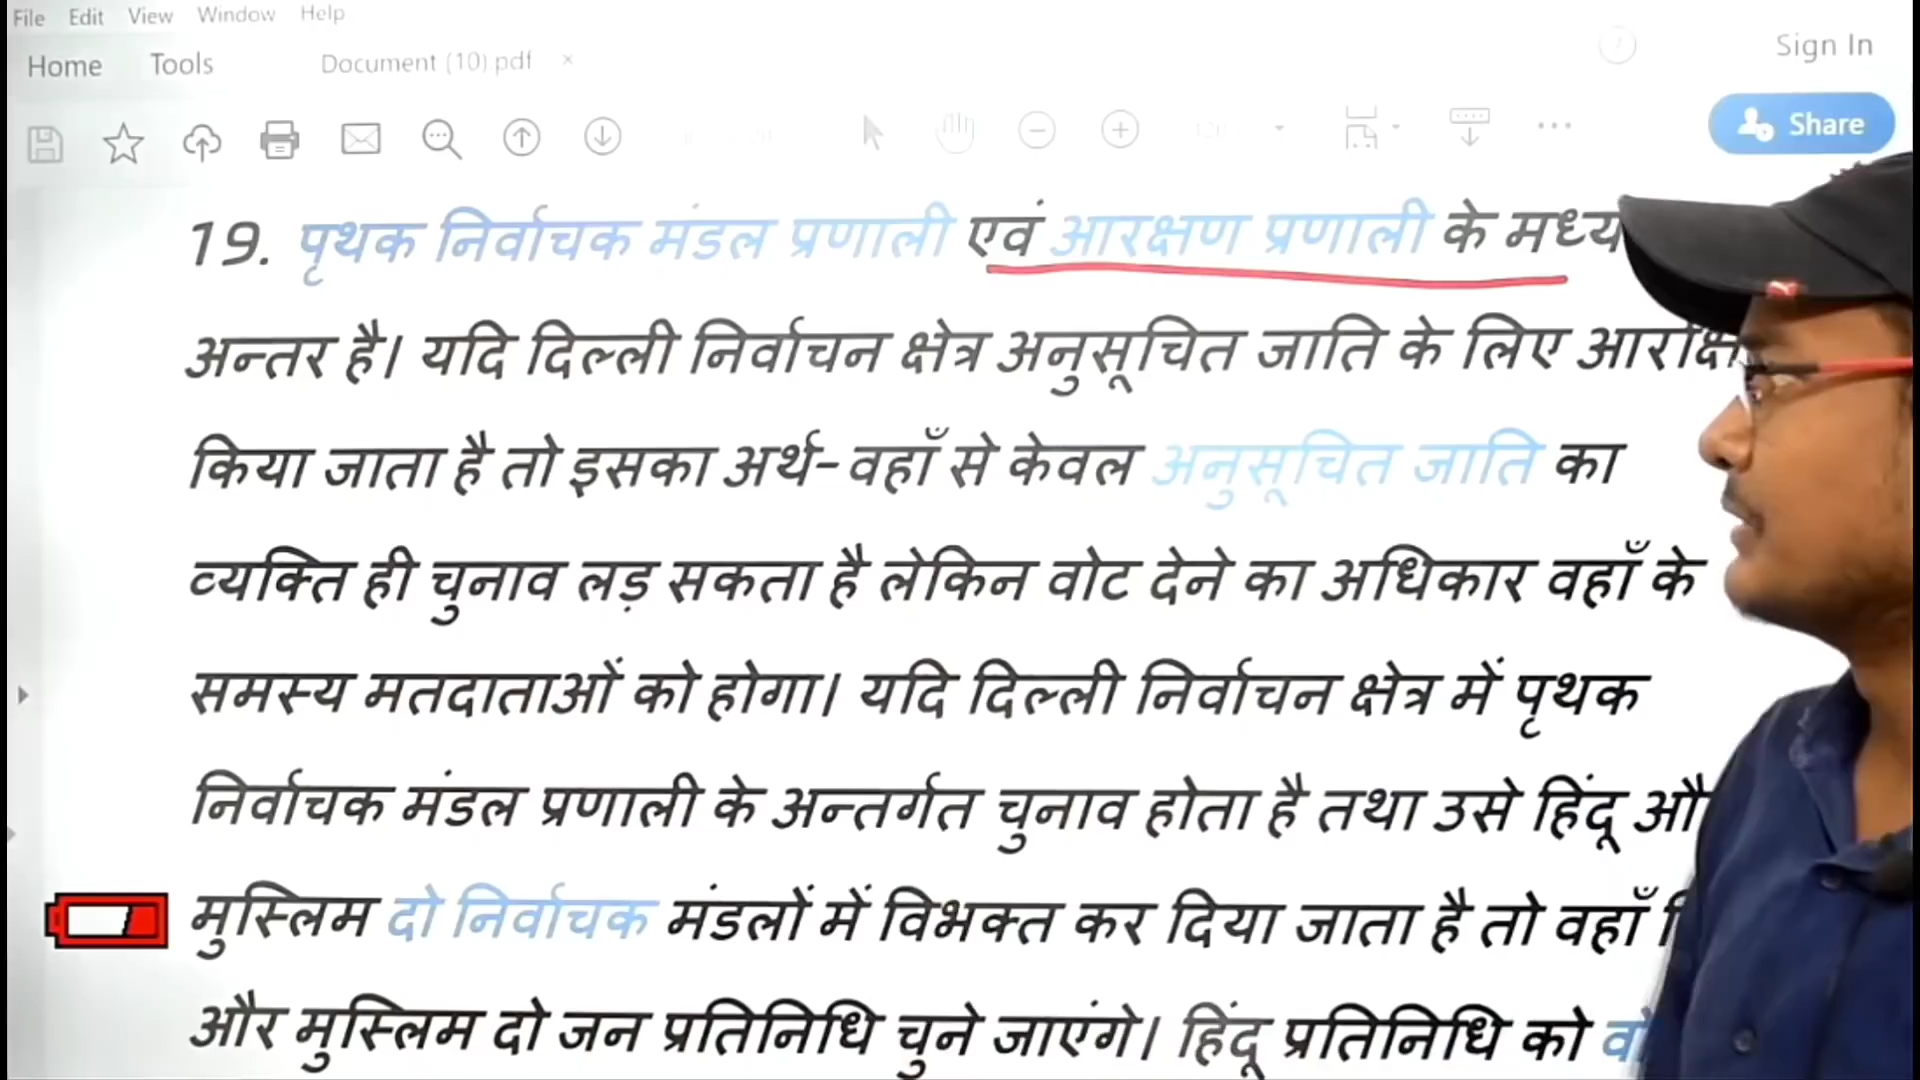 File Edit View Window Help
Home Tools Document (10) pdf × ? Sign In
Share
19. पृथक निर्वाचक मंडल प्रणाली एवं आरक्षण प्रणाली के मध्य
अन्तर है। यदि दिल्ली निर्वाचन क्षेत्र अनुसूचित जाति के लिए
किया जाता है तो इसका अर्थ- वहाँ से केवल अनुसूचित जाति का
व्यक्ति ही चुनाव लड़ सकता है लेकिन वोट देने का अधिकार वहाँ के
समस्य मतदाताओं को होगा। यदि दिल्ली निर्वाचन क्षेत्र में पृथक
निर्वाचक मंडल प्रणाली के अन्तर्गत चुनाव होता है तथा उसे हिंदू
मुस्लिम दो निर्वाचक मंडलों में विभक्त कर दिया जाता है तो वहाँ
और मुस्लिम दो जन प्रतिनिधि चुने जाएंगे। हिंदू प्रतिनिधि को